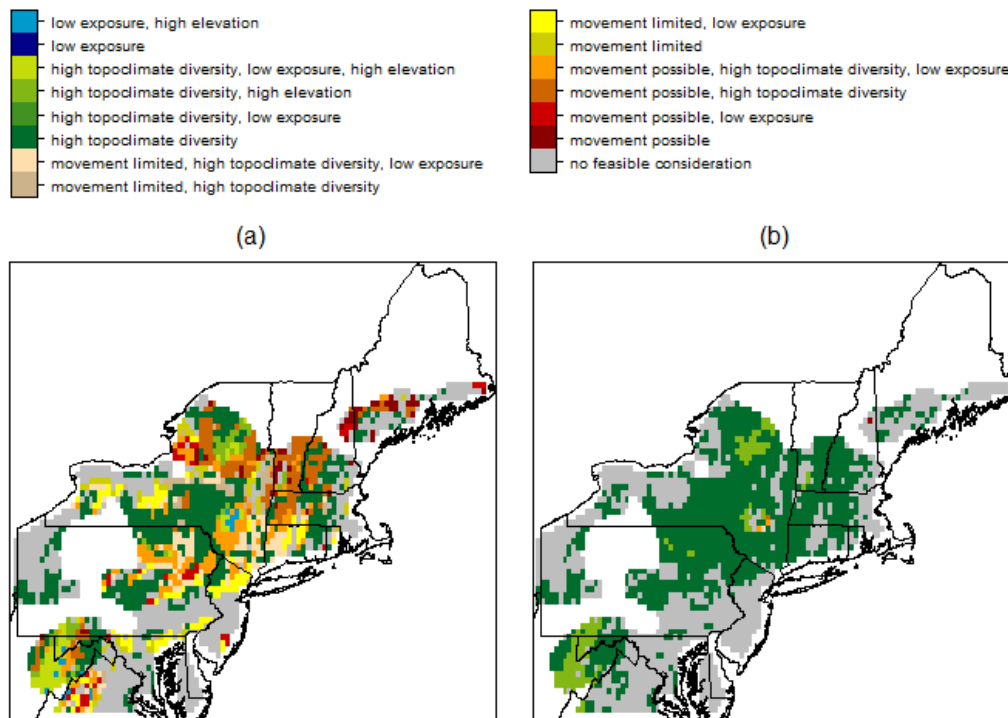 low exposure, high elevation
low exposure
high topoclimate diversity, low exposure, high elevation
high topoclimate diversity, high elevation
high topoclimate diversity, low exposure
high topoclimate diversity
movement limited, high topoclimate diversity, low exposure
movement limited, high topoclimate diversity
movement limited, low exposure
movement limited
movement possible, high topoclimate diversity, low exposure
movement possible, high topoclimate diversity
movement possible, low exposure
movement possible
no feasible consideration
(a)
(b)